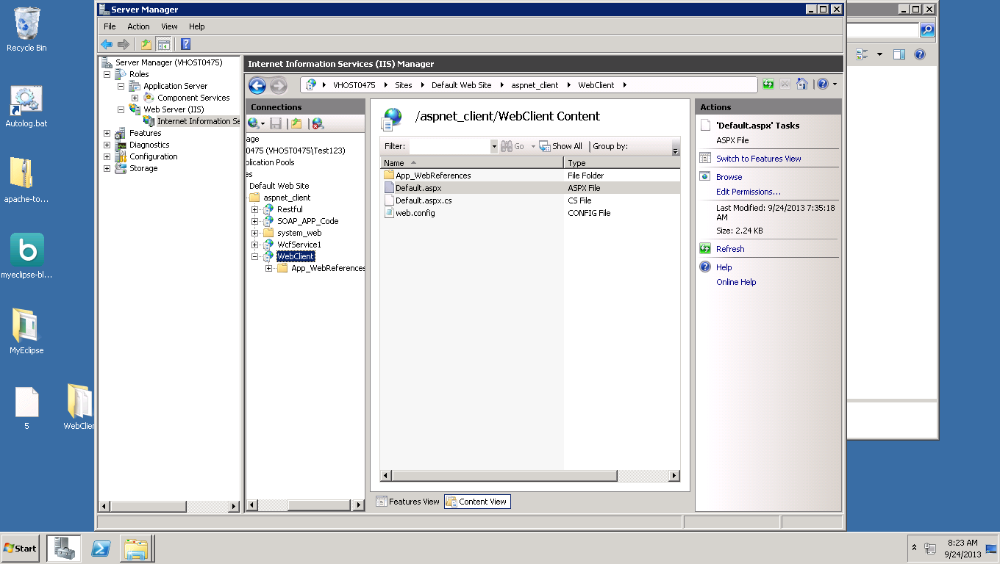 Recycle Bin
Autolog.bat
apache-to...
myeclipse-bl...
MyEclipse
5
WebClien
Server Manager
File Action View Help
Server Manager (VHOST0475)
Roles
Application Server
Component Services
Web Server (IIS)
Internet Information Se
Features
Diagnostics
Configuration
Storage
Internet Information Services (IIS) Manager
VHOST0475 Sites Default Web Site aspnet_client WebClient
Connections
age
0475 (VHOST0475\Test123)
plication Pools
es
Default Web Site
aspnet_client
Restful
SOAP_APP_Code
system_web
WcfService1
WebClient
App_WebReferences
/aspnet_client/WebClient Content
Filter: Go Show All Group by:
Name Type
App_WebReferences File Folder
Default.aspx ASPX File
Default.aspx.cs CS File
web.config CONFIG File
Features View Content View
Actions
'Default.aspx' Tasks
ASPX File
Switch to Features View
Browse
Edit Permissions...
Last Modified: 9/24/2013 7:35:18
AM
Size: 2.24 KB
Refresh
Help
Online Help
Start
8:23 AM
9/24/2013